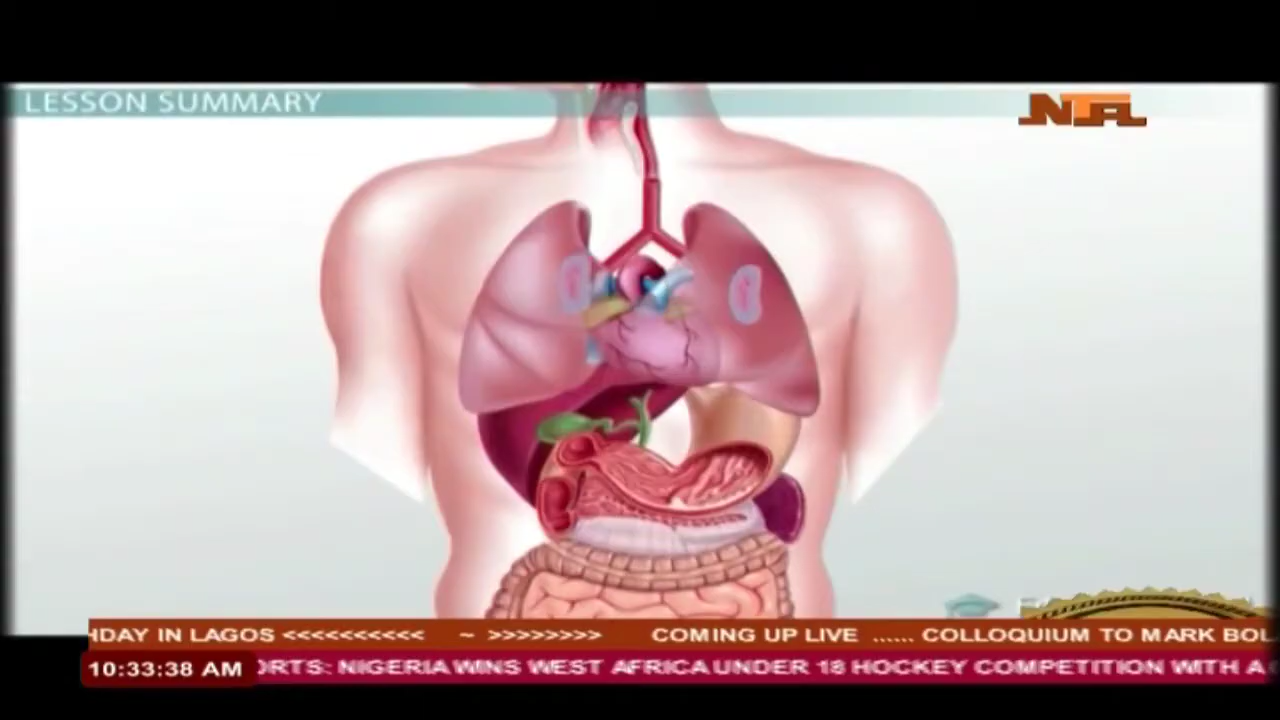 LESSON SUMMARY
NTA
HDAY IN LAGOS <<<<<<<<<< ~ >>>>>>>> COMING UP LIVE ...... COLLOQUIUM TO MARK BOL
10:33:38 AM
ORTS: NIGERIA WINS WEST AFRICA UNDER 18 HOCKEY COMPETITION WITH A